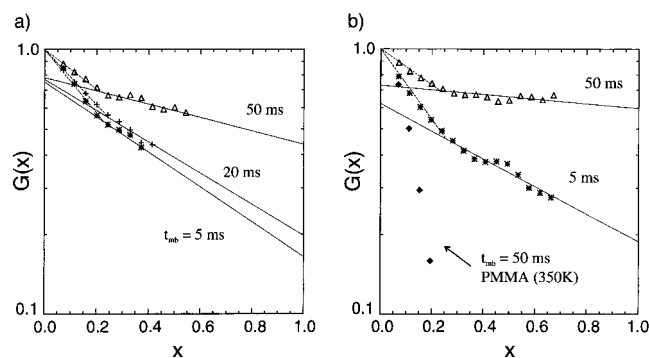 a)
1.0
G(x)
50 ms
20 ms
t_mb = 5 ms
0.1
0.0 0.2 0.4 0.6 0.8 1.0
x
b)
1.0
G(x)
50 ms
5 ms
t_mb = 50 ms
PMMA (350K)
0.1
0.0 0.2 0.4 0.6 0.8 1.0
x